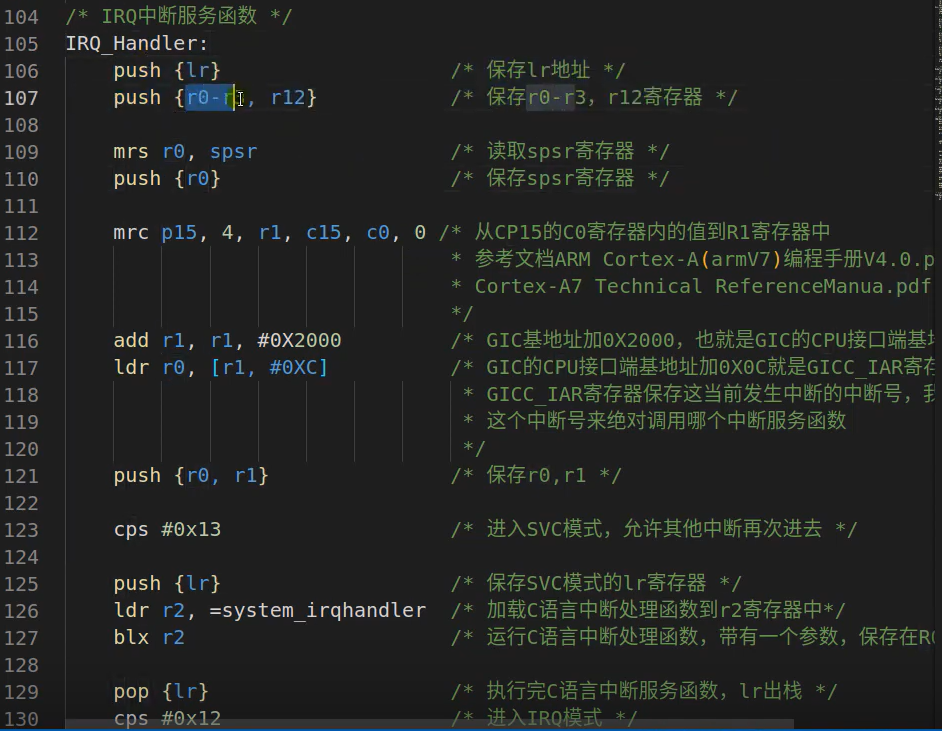 104 /* IRQ中断服务函数 */
105 IRQ_Handler:
106 push {lr} /* 保存lr地址 */
107 push {r0-r3, r12} /* 保存r0-r3，r12寄存器 */
108
109 mrs r0, spsr /* 读取spsr寄存器 */
110 push {r0} /* 保存spsr寄存器 */
111
112 mrc p15, 4, r1, c15, c0, 0 /* 从CP15的C0寄存器内的值到R1寄存器中
113 * 参考文档ARM Cortex-A(armV7)编程手册V4.0.p
114 * Cortex-A7 Technical ReferenceManua.pdf
115 */
116 add r1, r1, #0X2000 /* GIC基地址加0X2000，也就是GIC的CPU接口端基地
117 ldr r0, [r1, #0XC] /* GIC的CPU接口端基地址加0X0C就是GICC_IAR寄存
118 * GICC_IAR寄存器保存这当前发生中断的中断号，我
119 * 这个中断号来绝对调用哪个中断服务函数
120 */
121 push {r0, r1} /* 保存r0,r1 */
122
123 cps #0x13 /* 进入SVC模式，允许其他中断再次进去 */
124
125 push {lr} /* 保存SVC模式的lr寄存器 */
126 ldr r2, =system_irqhandler /* 加载C语言中断处理函数到r2寄存器中*/
127 blx r2 /* 运行C语言中断处理函数，带有一个参数，保存在R0
128
129 pop {lr} /* 执行完C语言中断服务函数，lr出栈 */
130 cps #0x12 /* 进入IRQ模式 */